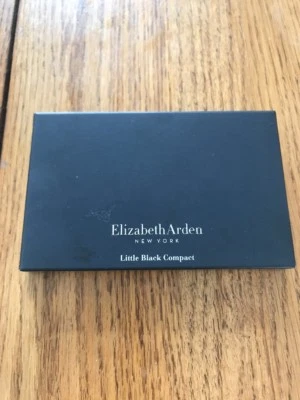 ElizabethArden
NEW YORK
Little Black Compact